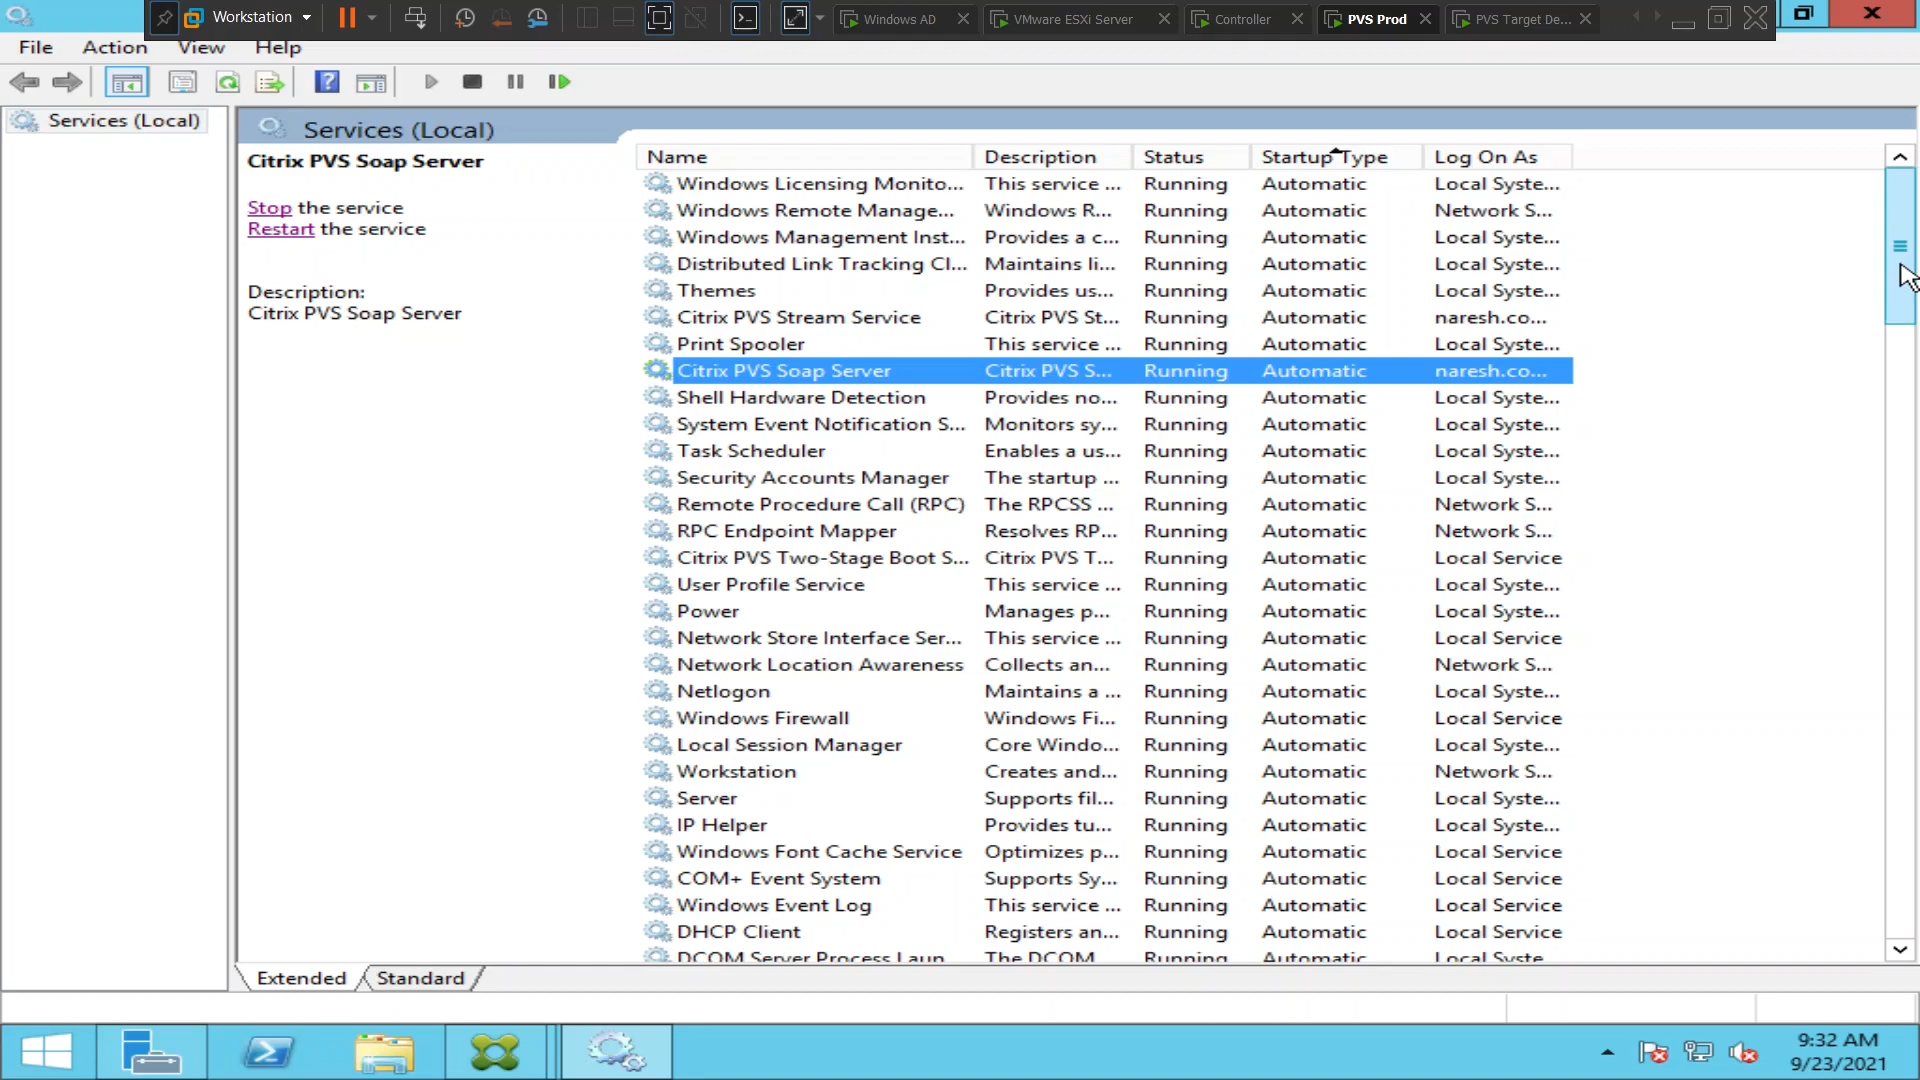 Workstation
Windows AD
VMware ESXi Server
Controller
PVS Prod
PVS Target De...
File Action View Help
Services (Local)
Services (Local)
Citrix PVS Soap Server
Stop the service
Restart the service
Description:
Citrix PVS Soap Server
Name Description Status Startup Type Log On As
Windows Licensing Monito... This service ... Running Automatic Local Syste...
Windows Remote Manage... Windows R... Running Automatic Network S...
Windows Management Inst... Provides a c... Running Automatic Local Syste...
Distributed Link Tracking Cl... Maintains li... Running Automatic Local Syste...
Themes Provides us... Running Automatic Local Syste...
Citrix PVS Stream Service Citrix PVS St... Running Automatic naresh.co...
Print Spooler This service ... Running Automatic Local Syste...
Citrix PVS Soap Server Citrix PVS S... Running Automatic naresh.co...
Shell Hardware Detection Provides no... Running Automatic Local Syste...
System Event Notification S... Monitors sy... Running Automatic Local Syste...
Task Scheduler Enables a us... Running Automatic Local Syste...
Security Accounts Manager The startup ... Running Automatic Local Syste...
Remote Procedure Call (RPC) The RPCSS ... Running Automatic Network S...
RPC Endpoint Mapper Resolves RP... Running Automatic Network S...
Citrix PVS Two-Stage Boot S... Citrix PVS T... Running Automatic Local Service
User Profile Service This service ... Running Automatic Local Syste...
Power Manages p... Running Automatic Local Syste...
Network Store Interface Ser... This service ... Running Automatic Local Service
Network Location Awareness Collects an... Running Automatic Network S...
Netlogon Maintains a ... Running Automatic Local Syste...
Windows Firewall Windows Fi... Running Automatic Local Service
Local Session Manager Core Windo... Running Automatic Local Syste...
Workstation Creates and... Running Automatic Network S...
Server Supports fil... Running Automatic Local Syste...
IP Helper Provides tu... Running Automatic Local Syste...
Windows Font Cache Service Optimizes p... Running Automatic Local Service
COM+ Event System Supports Sy... Running Automatic Local Service
Windows Event Log This service ... Running Automatic Local Service
DHCP Client Registers an... Running Automatic Local Service
DCOM Server Process Laun... The DCOM ... Running Automatic Local Syste...
Extended Standard
9:32 AM
9/23/2021